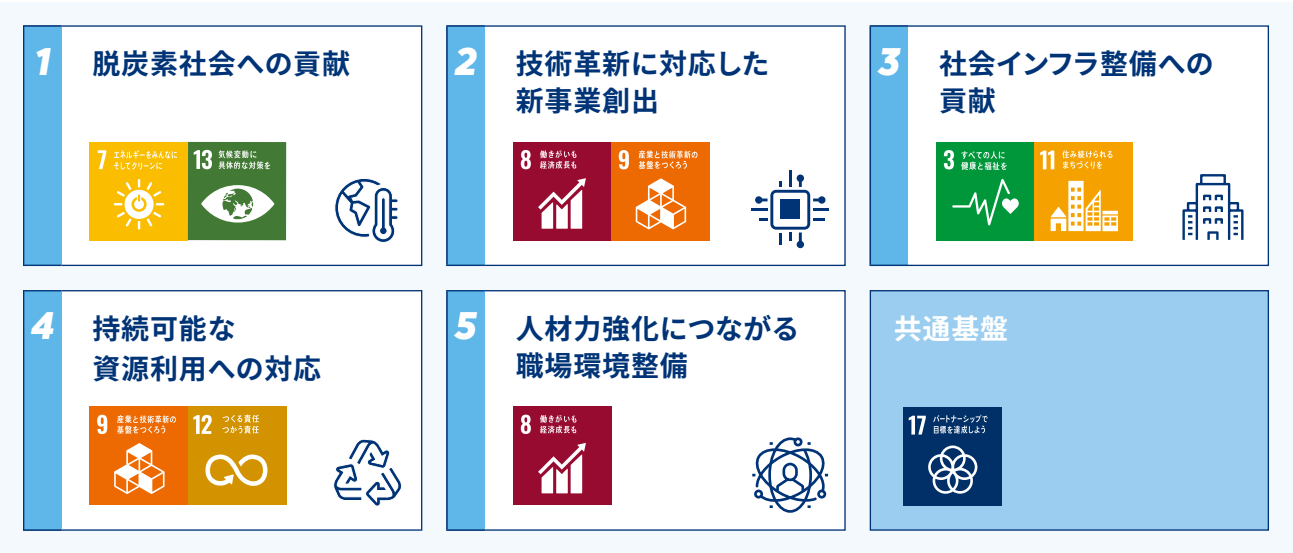 1
脱炭素社会への貢献
7
エネルギーをみんなに
そしてクリーンに
13
気候変動に
具体的な対策を
2
技術革新に対応した
新事業創出
8
働きがいも
経済成長も
9
産業と技術革新の
基盤をつくろう
3
社会インフラ整備への
貢献
3
すべての人に
健康と福祉を
11
住み続けられる
まちづくりを
4
持続可能な
資源利用への対応
9
産業と技術革新の
基盤をつくろう
12
つくる責任
つかう責任
5
人材力強化につながる
職場環境整備
8
働きがいも
経済成長も
共通基盤
17
パートナーシップで
目標を達成しよう